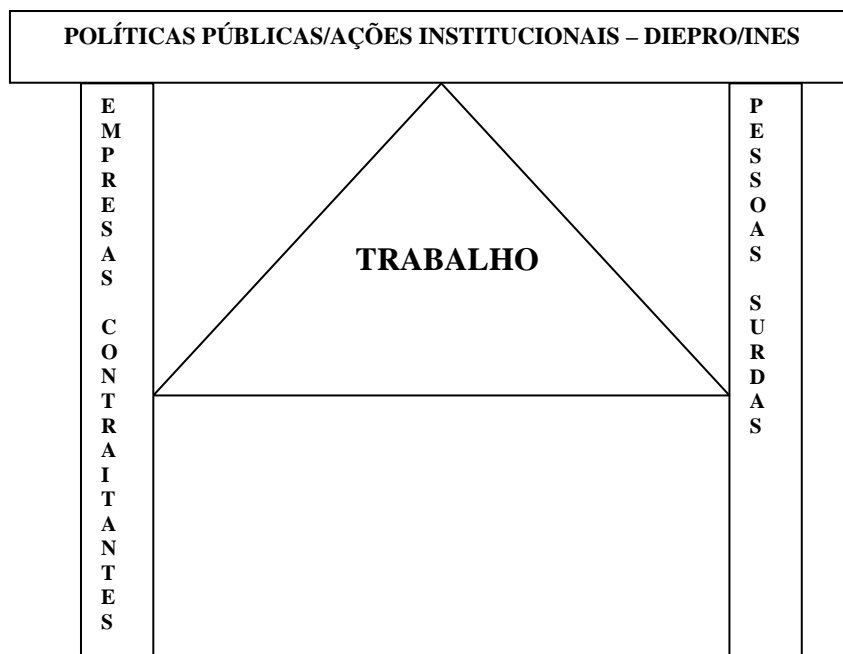 POLÍTICAS PÚBLICAS/AÇÕES INSTITUCIONAIS – DIEPRO/INES
EMPRESAS CONTRAITANTES
TRABALHO
PESSOAS SURDAS